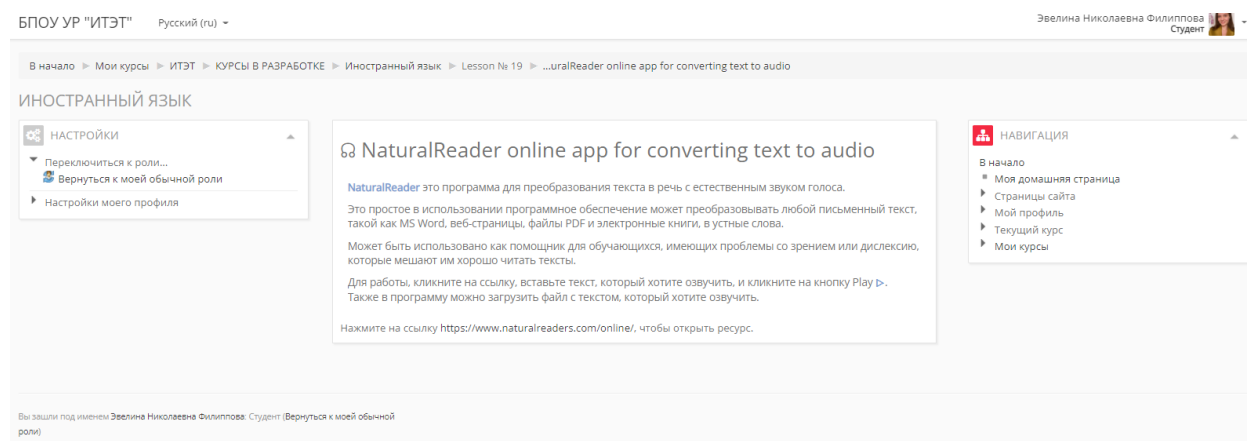 БПОУ УР "ИТЭТ" Русский (ru)
Эвелина Николаевна Филиппова
Студент
В начало Мои курсы ИТЭТ КУРСЫ В РАЗРАБОТКЕ Иностранный язык Lesson № 19 ...uralReader online app for converting text to audio
ИНОСТРАННЫЙ ЯЗЫК
НАСТРОЙКИ
Переключиться к роли...
Вернуться к моей обычной роли
Настройки моего профиля
NaturalReader online app for converting text to audio
NaturalReader это программа для преобразования текста в речь с естественным звуком голоса.
Это простое в использовании программное обеспечение может преобразовывать любой письменный текст,
такой как MS Word, веб-страницы, файлы PDF и электронные книги, в устные слова.
Может быть использовано как помощник для обучающихся, имеющих проблемы со зрением или дислексию,
которые мешают им хорошо читать тексты.
Для работы, кликните на ссылку, вставьте текст, который хотите озвучить, и кликните на кнопку Play ▷.
Также в программу можно загрузить файл с текстом, который хотите озвучить.
Нажмите на ссылку https://www.naturalreaders.com/online/, чтобы открыть ресурс.
НАВИГАЦИЯ
В начало
Моя домашняя страница
Страницы сайта
Мой профиль
Текущий курс
Мои курсы
Вы зашли под именем Эвелина Николаевна Филиппова: Студент (Вернуться к моей обычной
роли)